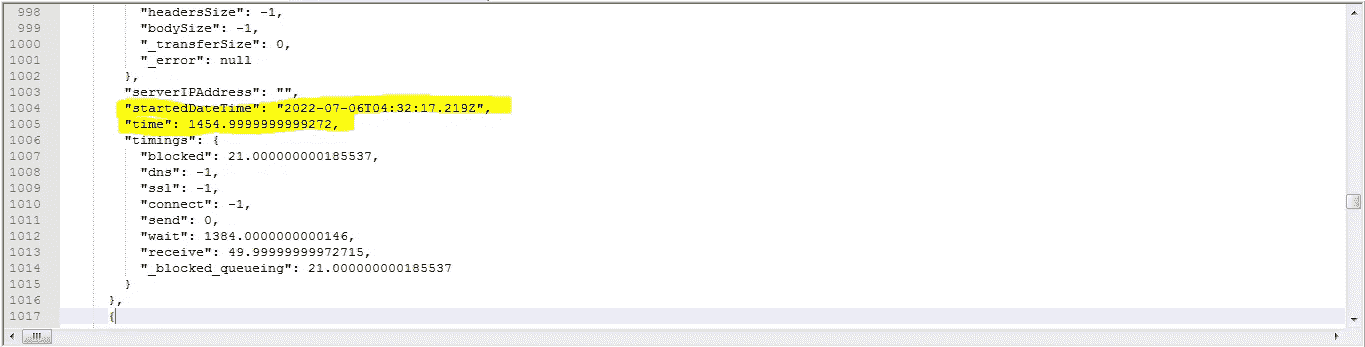 998 "headersSize": -1,
999 "bodySize": -1,
1000 "_transferSize": 0,
1001 "_error": null
1002 },
1003 "serverIPAddress": "",
1004 "startedDateTime": "2022-07-06T04:32:17.219Z",
1005 "time": 1454.9999999999272,
1006 "timings": {
1007 "blocked": 21.000000000185537,
1008 "dns": -1,
1009 "ssl": -1,
1010 "connect": -1,
1011 "send": 0,
1012 "wait": 1384.0000000000146,
1013 "receive": 49.99999999972715,
1014 "_blocked_queueing": 21.000000000185537
1015 }
1016 },
1017 {